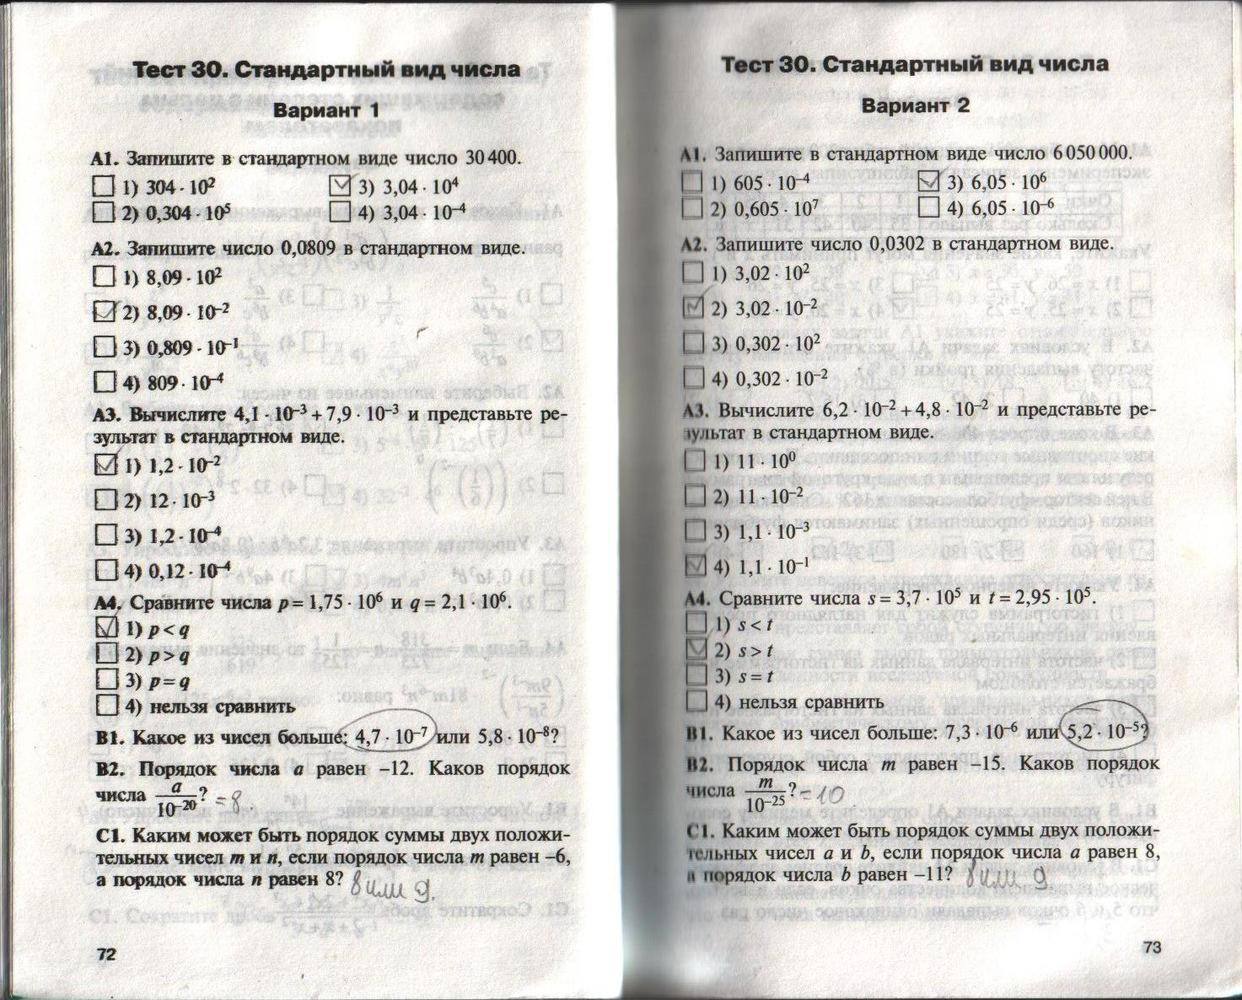 Тест 30. Стандартный вид числа
Вариант 1
А1. Запишите в стандартном виде число 30 400.
1) 304 · 10²
3) 3,04 · 10⁴
2) 0,304 · 10⁵
4) 3,04 · 10⁻⁴
А2. Запишите число 0,0809 в стандартном виде.
1) 8,09 · 10²
2) 8,09 · 10⁻²
3) 0,809 · 10⁻¹
4) 809 · 10⁻⁴
А3. Вычислите 4,1 · 10⁻³ + 7,9 · 10⁻³ и представьте ре-
зультат в стандартном виде.
1) 1,2 · 10⁻²
2) 12 · 10⁻³
3) 1,2 · 10⁻⁴
4) 0,12 · 10⁻⁴
А4. Сравните числа p = 1,75 · 10⁶ и q = 2,1 · 10⁶.
1) p < q
2) p > q
3) p = q
4) нельзя сравнить
В1. Какое из чисел больше: 4,7 · 10⁻⁷ или 5,8 · 10⁻⁸?
В2. Порядок числа a равен –12. Каков порядок
числа a/10⁻²⁰? = 8.
С1. Каким может быть порядок суммы двух положи-
тельных чисел m и n, если порядок числа m равен –6,
а порядок числа n равен 8? 8 или 9.
72
Тест 30. Стандартный вид числа
Вариант 2
А1. Запишите в стандартном виде число 6 050 000.
1) 605 · 10⁻⁴
3) 6,05 · 10⁶
2) 0,605 · 10⁷
4) 6,05 · 10⁻⁶
А2. Запишите число 0,0302 в стандартном виде.
1) 3,02 · 10²
2) 3,02 · 10⁻²
3) 0,302 · 10²
4) 0,302 · 10⁻²
А3. Вычислите 6,2 · 10⁻² + 4,8 · 10⁻² и представьте ре-
зультат в стандартном виде.
1) 11 · 10⁰
2) 11 · 10⁻²
3) 1,1 · 10⁻³
4) 1,1 · 10⁻¹
А4. Сравните числа s = 3,7 · 10⁵ и t = 2,95 · 10⁵.
1) s < t
2) s > t
3) s = t
4) нельзя сравнить
В1. Какое из чисел больше: 7,3 · 10⁻⁶ или 5,2 · 10⁻⁵?
В2. Порядок числа m равен –15. Каков порядок
числа m/10⁻²⁵? = 10
С1. Каким может быть порядок суммы двух положи-
тельных чисел a и b, если порядок числа a равен 8,
а порядок числа b равен –11? 8 или 9
73